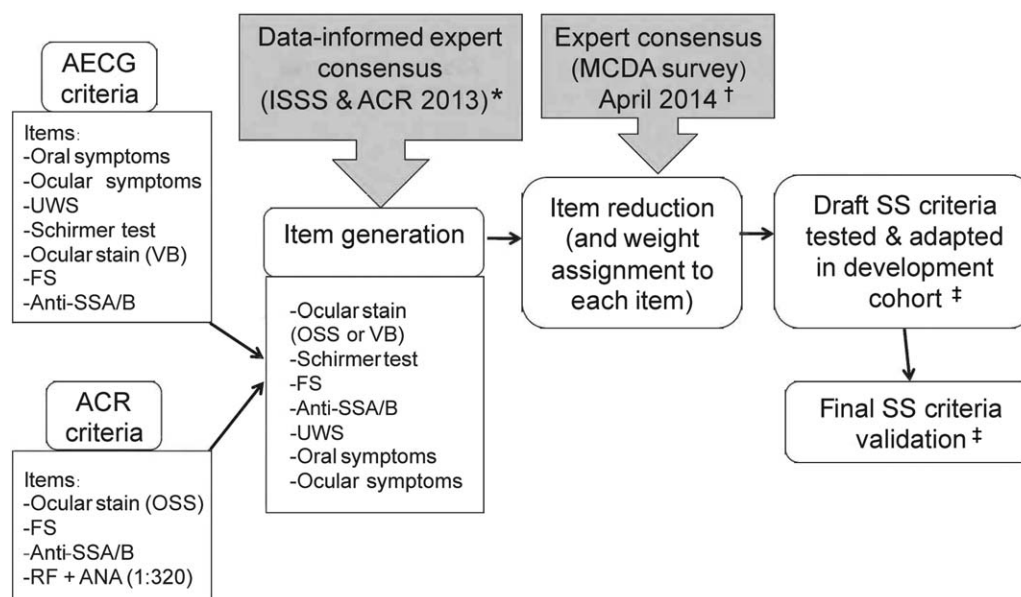 AECG
criteria
Items:
-Oral symptoms
-Ocular symptoms
-UWS
-Schirmer test
-Ocular stain (VB)
-FS
-Anti-SSA/B
ACR
criteria
Items:
-Ocular stain (OSS)
-FS
-Anti-SSA/B
-RF + ANA (1:320)
Data-informed expert
consensus
(ISSS & ACR 2013)*
Item generation
-Ocular stain
(OSS or VB)
-Schirmer test
-FS
-Anti-SSA/B
-UWS
-Oral symptoms
-Ocular symptoms
Expert consensus
(MCDA survey)
April 2014 †
Item reduction
(and weight
assignment to
each item)
Draft SS criteria
tested & adapted
in development
cohort ‡
Final SS criteria
validation ‡